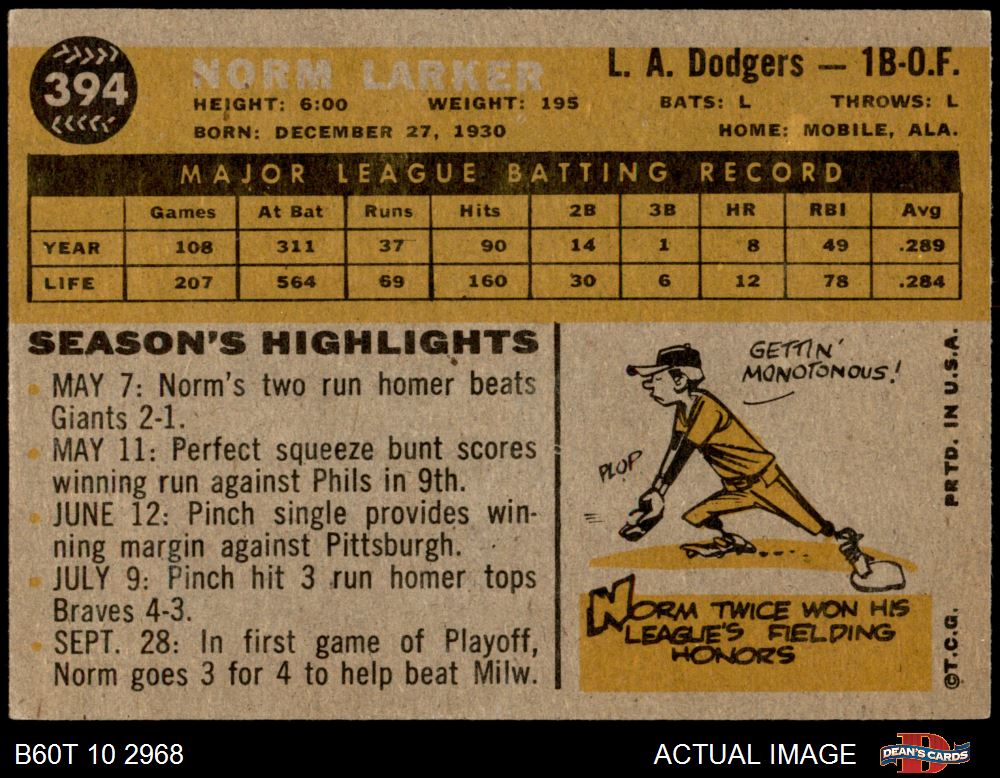 394
NORM LARKER
L. A. Dodgers — 1B-O.F.
HEIGHT: 6:00 WEIGHT: 195 BATS: L THROWS: L
BORN: DECEMBER 27, 1930 HOME: MOBILE, ALA.
MAJOR LEAGUE BATTING RECORD
Games At Bat Runs Hits 2B 3B HR RBI Avg
YEAR 108 311 37 90 14 1 8 49 .289
LIFE 207 564 69 160 30 6 12 78 .284
SEASON'S HIGHLIGHTS
• MAY 7: Norm's two run homer beats
Giants 2-1.
• MAY 11: Perfect squeeze bunt scores
winning run against Phils in 9th.
• JUNE 12: Pinch single provides win-
ning margin against Pittsburgh.
• JULY 9: Pinch hit 3 run homer tops
Braves 4-3.
• SEPT. 28: In first game of Playoff,
Norm goes 3 for 4 to help beat Milw.
GETTIN'
MONOTONOUS!
PLOP
NORM TWICE WON HIS
LEAGUE'S FIELDING
HONORS
©T.C.G. PRTD. IN U.S.A.
B60T 10 2968
ACTUAL IMAGE
DEAN'S CARDS